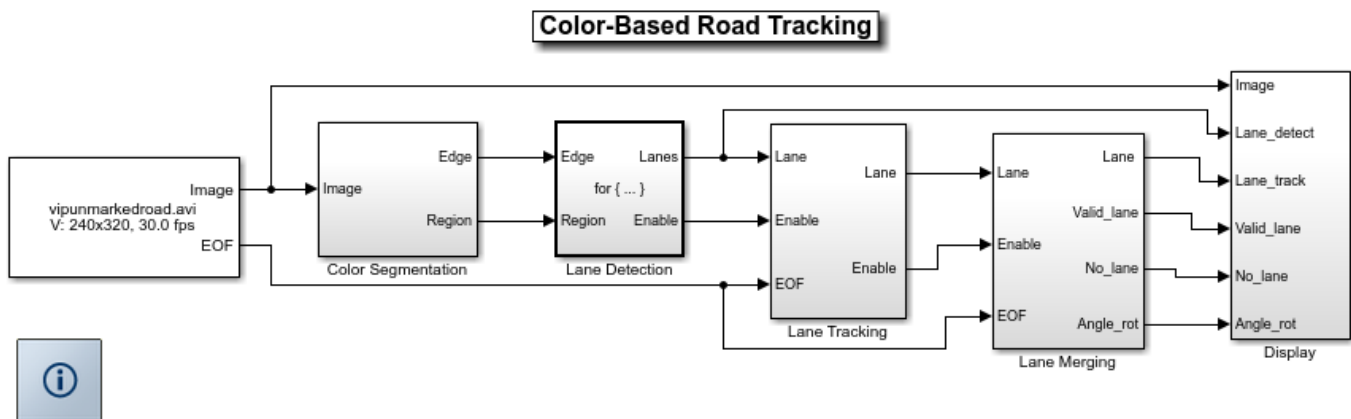 Color-Based Road Tracking
vipunmarkedroad.avi
V: 240x320, 30.0 fps
Image
EOF
Image
Edge
Region
Color Segmentation
Edge
Lanes
for { ... }
Region
Enable
Lane Detection
Lane
Lane
Enable
Enable
EOF
Lane Tracking
Lane
Lane
Valid_lane
Enable
No_lane
EOF
Angle_rot
Lane Merging
Image
Lane_detect
Lane_track
Valid_lane
No_lane
Angle_rot
Display
i